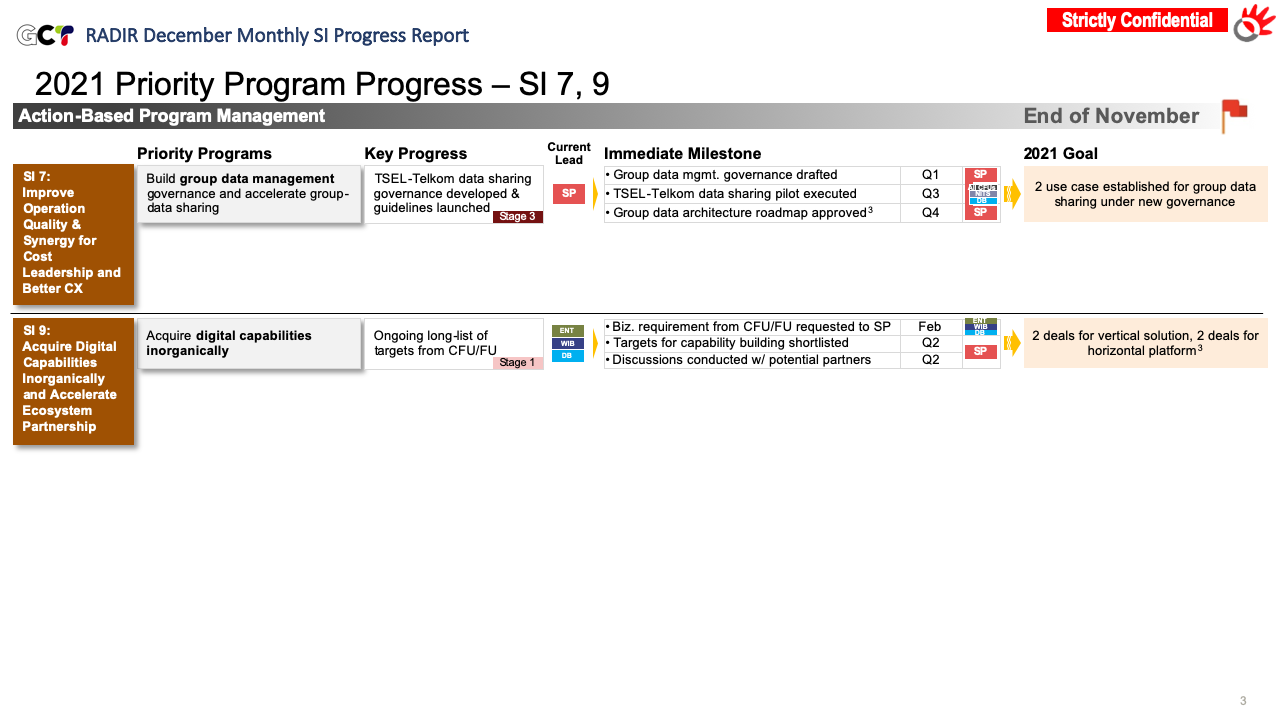 GCT RADIR December Monthly SI Progress Report
Strictly Confidential
2021 Priority Program Progress – SI 7, 9
Action-Based Program Management
End of November
Priority Programs
Key Progress
Current
Lead
Immediate Milestone
2021 Goal
SI 7:
Improve
Operation
Quality &
Synergy for
Cost
Leadership and
Better CX
Build group data management
governance and accelerate group-
data sharing
TSEL-Telkom data sharing
governance developed &
guidelines launched
Stage 3
SP
• Group data mgmt. governance drafted Q1 SP
• TSEL-Telkom data sharing pilot executed Q3
All CFUs
NITS
DB
• Group data architecture roadmap approved3 Q4 SP
2 use case established for group data
sharing under new governance
SI 9:
Acquire Digital
Capabilities
Inorganically
and Accelerate
Ecosystem
Partnership
Acquire digital capabilities
inorganically
Ongoing long-list of
targets from CFU/FU
Stage 1
ENT
WIB
DB
• Biz. requirement from CFU/FU requested to SP Feb
ENT
WIB
DB
• Targets for capability building shortlisted Q2
SP
• Discussions conducted w/ potential partners Q2
2 deals for vertical solution, 2 deals for
horizontal platform3
3